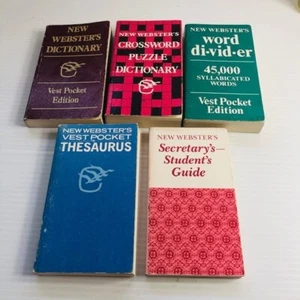 NEW
WEBSTER'S
DICTIONARY
Vest Pocket
Edition
NEW WEBSTER'S
CROSSWORD
PUZZLE
DICTIONARY
NEW WEBSTER'S
word
di·vid·er
45,000
SYLLABICATED
WORDS
Vest Pocket
Edition
NEW WEBSTER'S
VEST POCKET
THESAURUS
NEW WEBSTER'S
Secretary's—
Student's
Guide